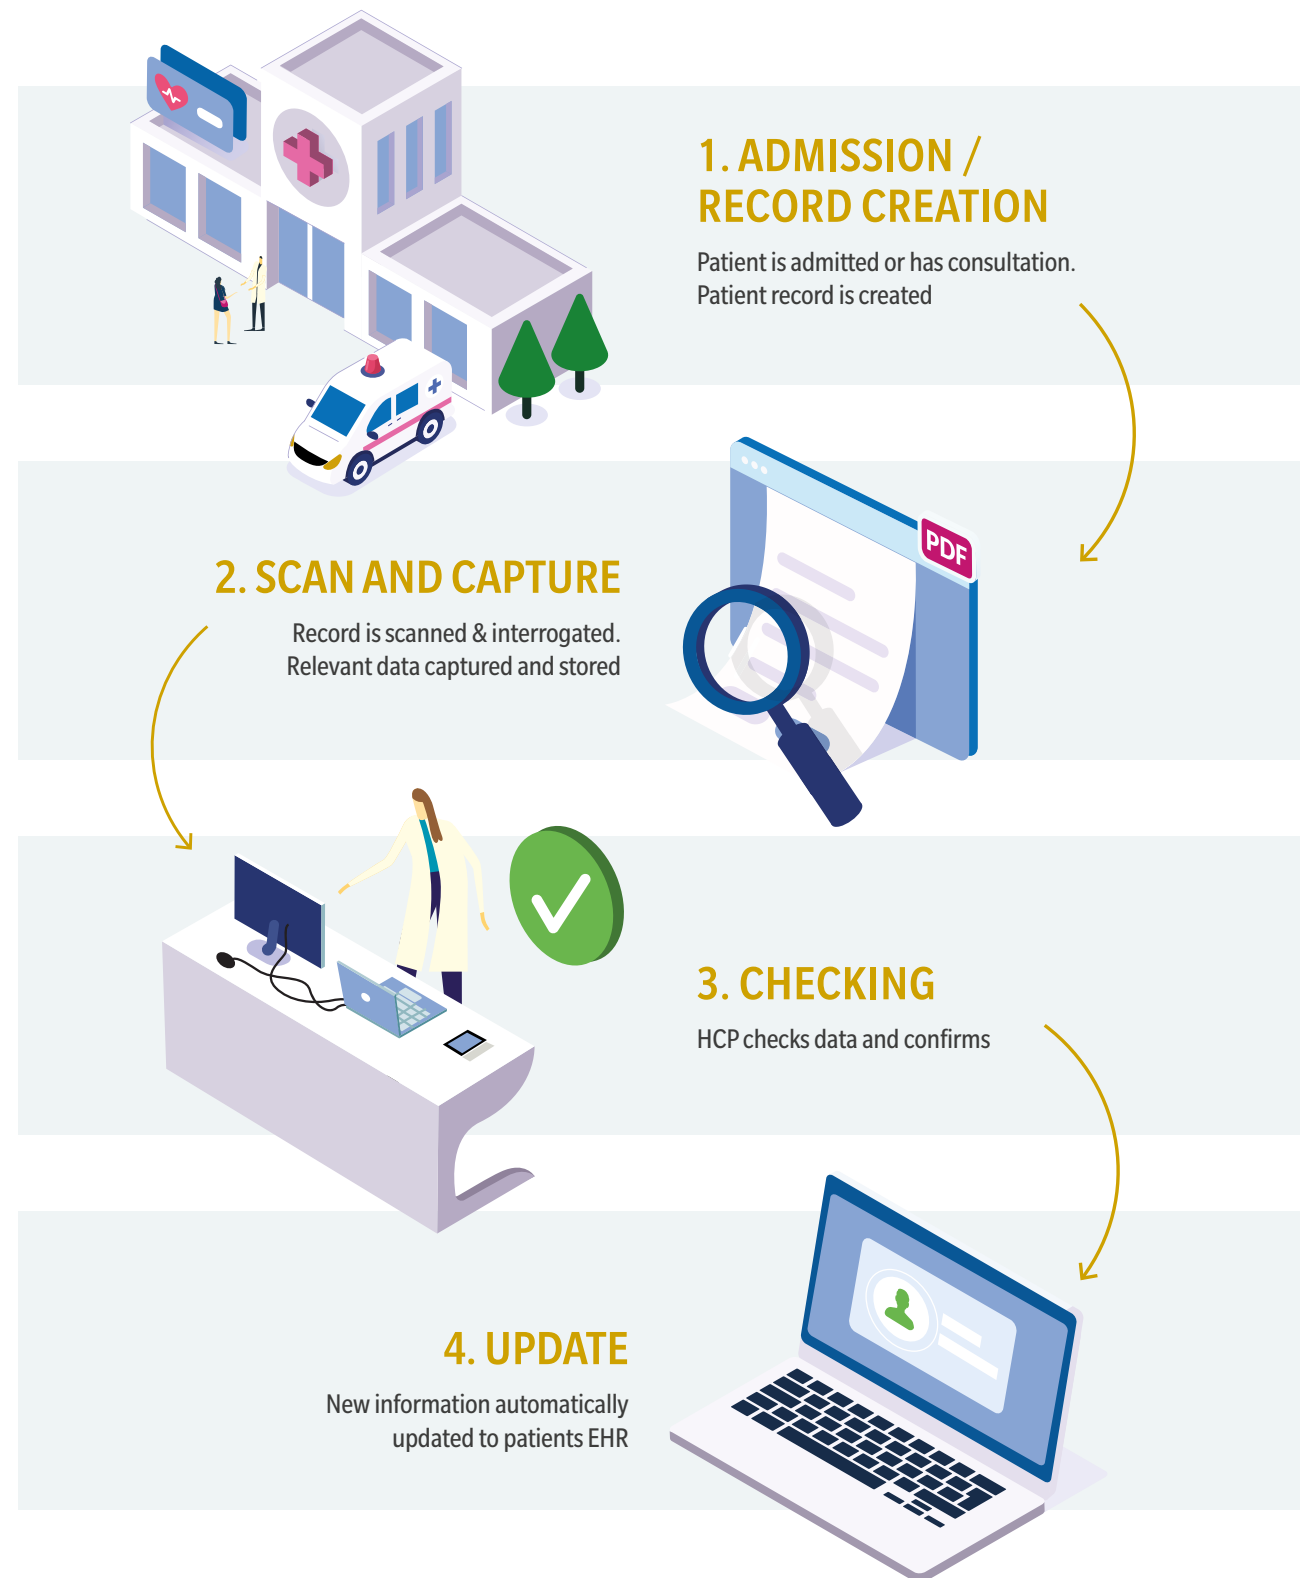 1. ADMISSION /
RECORD CREATION
Patient is admitted or has consultation.
Patient record is created
PDF
2. SCAN AND CAPTURE
Record is scanned & interrogated.
Relevant data captured and stored
3. CHECKING
HCP checks data and confirms
4. UPDATE
New information automatically
updated to patients EHR